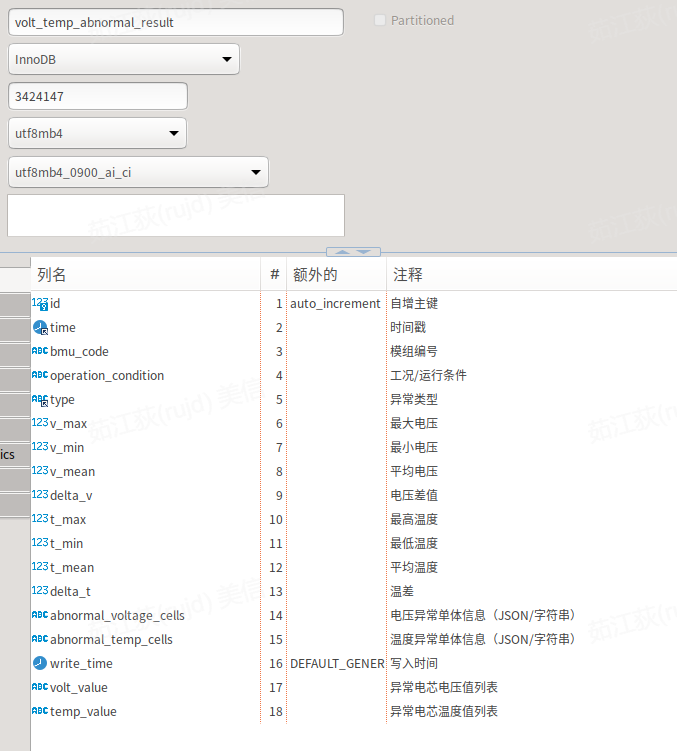 volt_temp_abnormal_result
Partitioned
InnoDB
3424147
utf8mb4
utf8mb4_0900_ai_ci
列名 # 额外的 注释
id 1 auto_increment 自增主键
time 2 时间戳
bmu_code 3 模组编号
operation_condition 4 工况/运行条件
type 5 异常类型
v_max 6 最大电压
v_min 7 最小电压
v_mean 8 平均电压
delta_v 9 电压差值
t_max 10 最高温度
t_min 11 最低温度
t_mean 12 平均温度
delta_t 13 温差
abnormal_voltage_cells 14 电压异常单体信息（JSON/字符串）
abnormal_temp_cells 15 温度异常单体信息（JSON/字符串）
write_time 16 DEFAULT_GENER 写入时间
volt_value 17 异常电芯电压值列表
temp_value 18 异常电芯温度值列表
ics